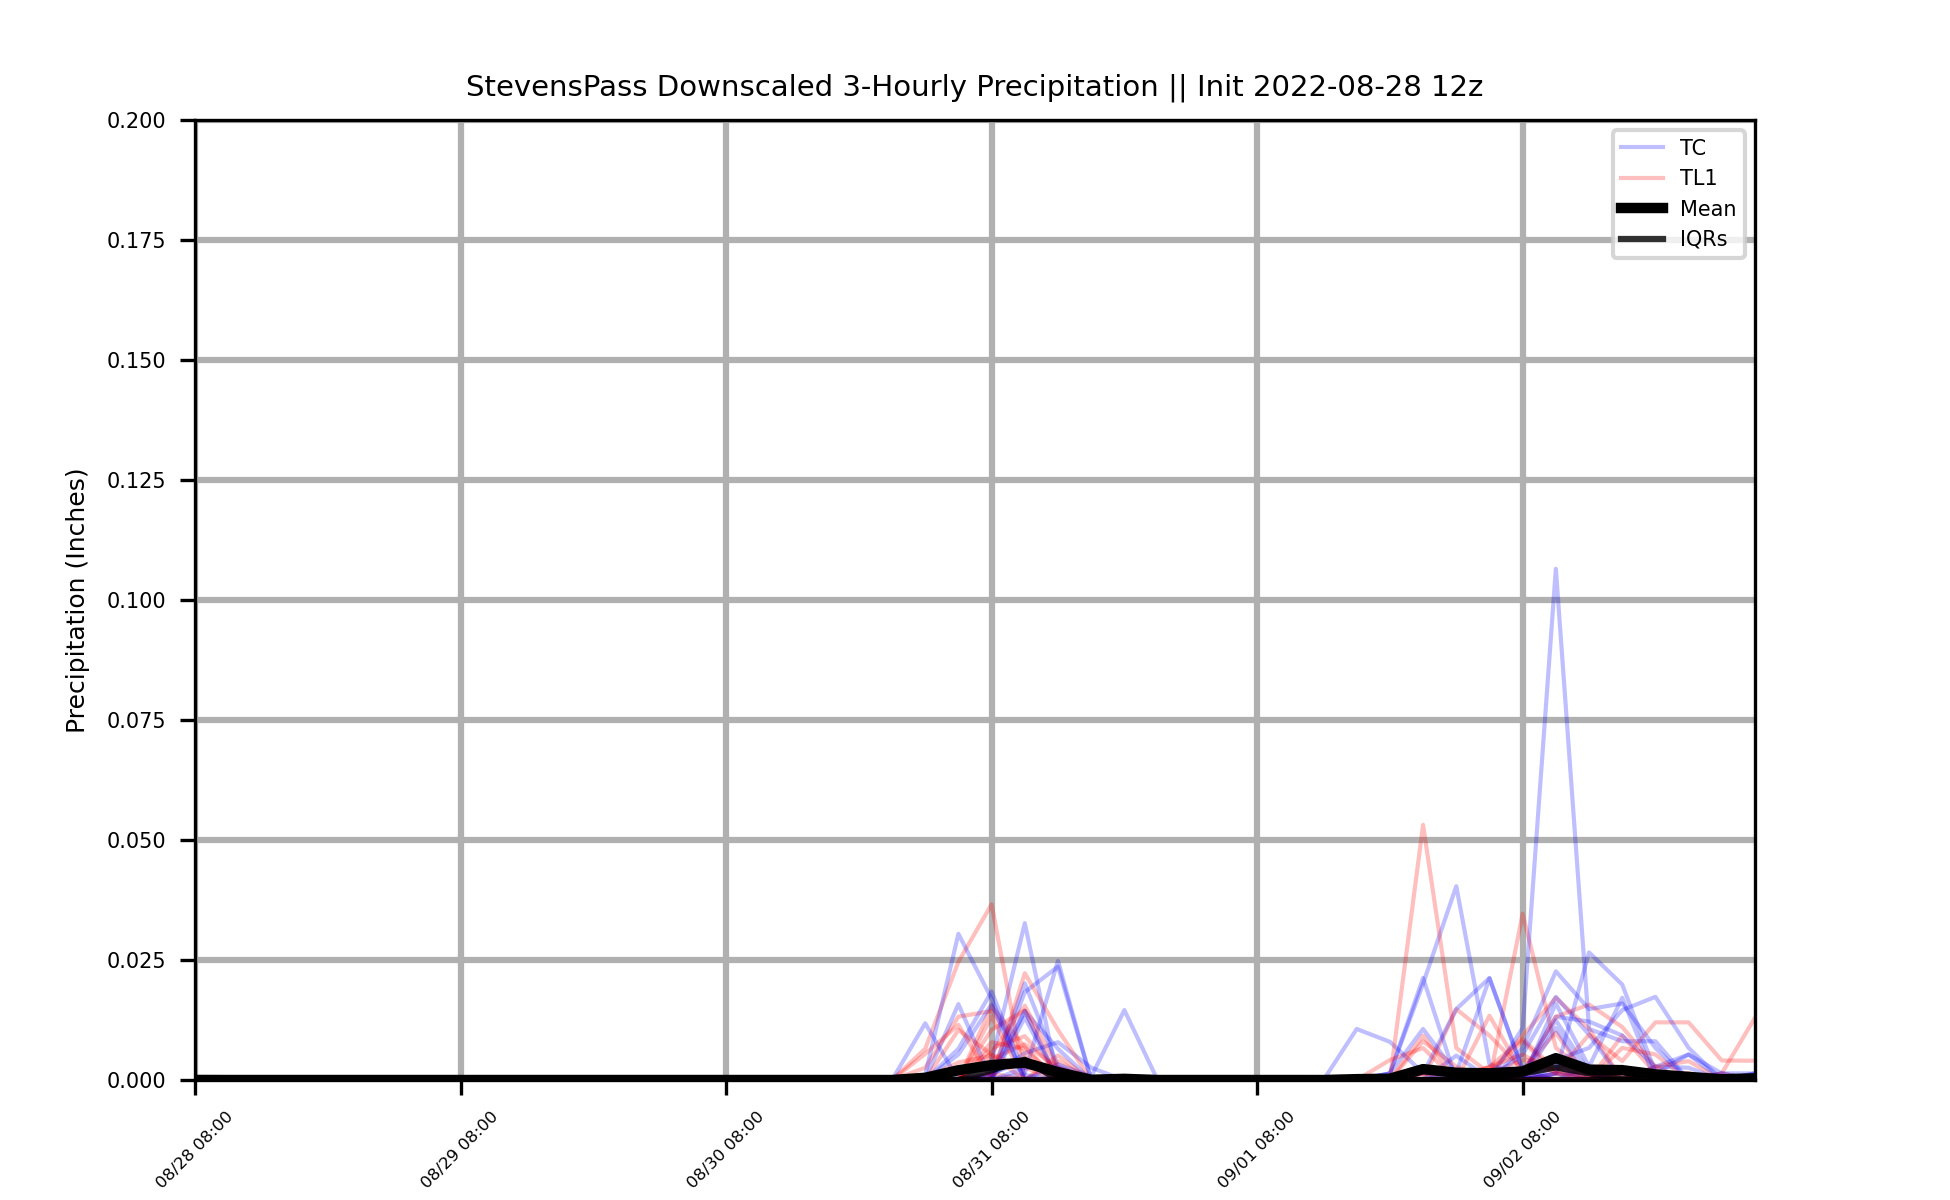 StevensPass Downscaled 3-Hourly Precipitation || Init 2022-08-28 12z
TC
TL1
Mean
IQRs
Precipitation (Inches)
0.200
0.175
0.150
0.125
0.100
0.075
0.050
0.025
0.000
08/28 08:00
08/29 08:00
08/30 08:00
08/31 08:00
09/01 08:00
09/02 08:00